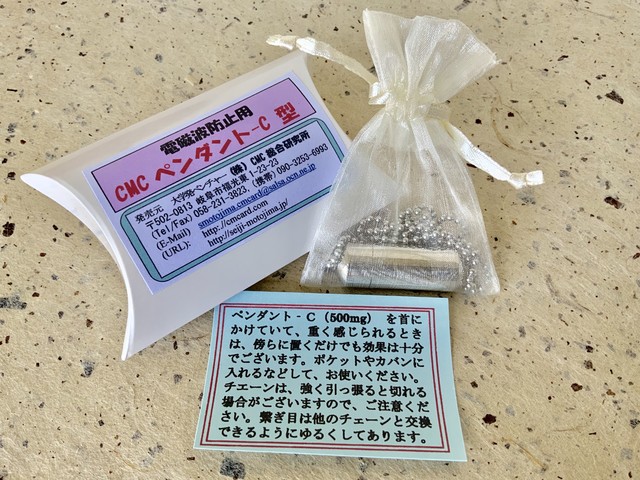 電磁波防止用
CMC ペンダント-C 型
発売元 大学発ベンチャー (株) CMC 総合研究所
〒502-0813 岐阜市福光東 1-23-23
(Tel/Fax) 058-231-3823, (携帯) 090-3253-6993
(E-Mail) smotojima.cmcard@salsa.ocn.ne.jp
(URL): http://cmcard.com
http://seiji-motojima.jp/
ペンダント‐C (500mg) を首に
かけていて、重く感じられるとき
は、傍らに置くだけでも効果は十分
でございます。ポケットやカバンに
入れるなどして、お使いください。
チエーンは、強く引っ張ると切れる
場合がございますので、ご注意くだ
さい。繋ぎ目は他のチエーンと交換
できるようにゆるくしてあります。